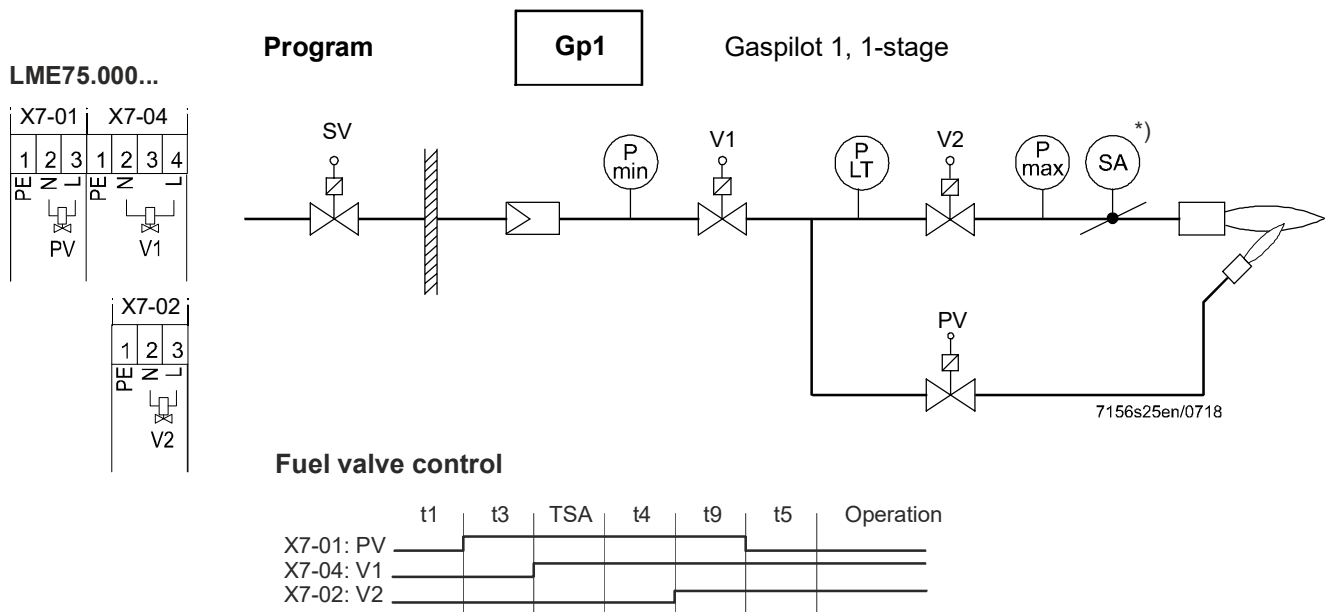 Program
Gp1
Gaspilot 1, 1-stage
LME75.000...
X7-01 X7-04
1 2 3 1 2 3 4
PE N L PE N L
PV V1
X7-02
1 2 3
PE N L
V2
SV
P min
V1
P LT
V2
P max
SA
*)
PV
7156s25en/0718
Fuel valve control
t1 t3 TSA t4 t9 t5 Operation
X7-01: PV
X7-04: V1
X7-02: V2